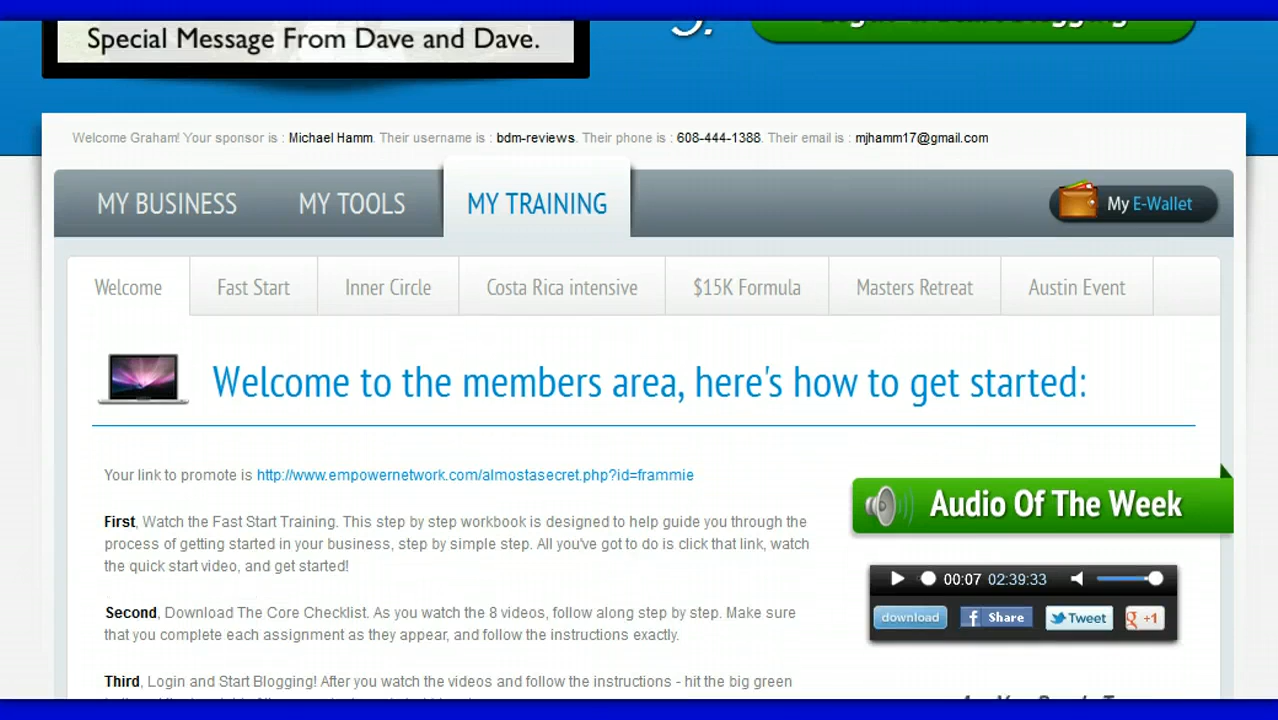 Special Message From Dave and Dave.
Welcome Graham! Your sponsor is : Michael Hamm. Their username is : bdm-reviews. Their phone is : 608-444-1388. Their email is : mjhamm17@gmail.com
MY BUSINESS MY TOOLS MY TRAINING My E-Wallet
Welcome Fast Start Inner Circle Costa Rica intensive $15K Formula Masters Retreat Austin Event
Welcome to the members area, here's how to get started:
Your link to promote is http://www.empowernetwork.com/almostasecret.php?id=frammie
First, Watch the Fast Start Training. This step by step workbook is designed to help guide you through the
process of getting started in your business, step by simple step. All you've got to do is click that link, watch
the quick start video, and get started!
Second, Download The Core Checklist. As you watch the 8 videos, follow along step by step. Make sure
that you complete each assignment as they appear, and follow the instructions exactly.
Third, Login and Start Blogging! After you watch the videos and follow the instructions - hit the big green
Audio Of The Week
00:07 02:39:33
download Share Tweet +1